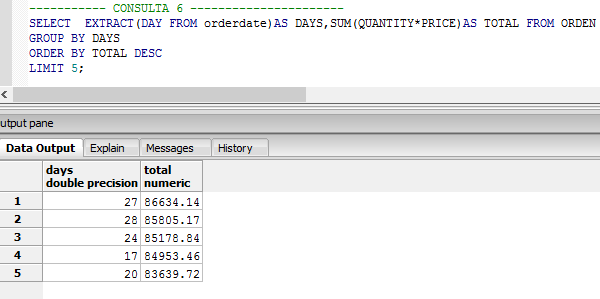 ----------- CONSULTA 6 ----------------------
SELECT  EXTRACT(DAY FROM orderdate)AS DAYS,SUM(QUANTITY*PRICE)AS TOTAL FROM ORDEN
GROUP BY DAYS
ORDER BY TOTAL DESC
LIMIT 5;
utput pane
Data Output Explain Messages History
days total
double precision numeric
1 27 86634.14
2 28 85805.17
3 24 85178.84
4 17 84953.46
5 20 83639.72